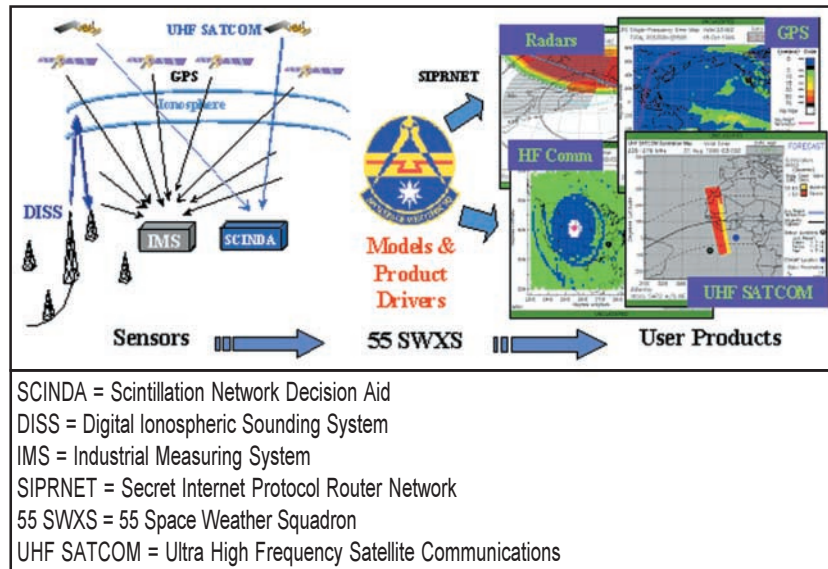 UHF SATCOM
GPS
Ionosphere
DISS
IMS
SCINDA
Models &
Product
Drivers
SIPRNET
Radars
GPS
HF Comm
FORECAST
UHF SATCOM
Sensors
55 SWXS
User Products
SCINDA = Scintillation Network Decision Aid
DISS = Digital Ionospheric Sounding System
IMS = Industrial Measuring System
SIPRNET = Secret Internet Protocol Router Network
55 SWXS = 55 Space Weather Squadron
UHF SATCOM = Ultra High Frequency Satellite Communications